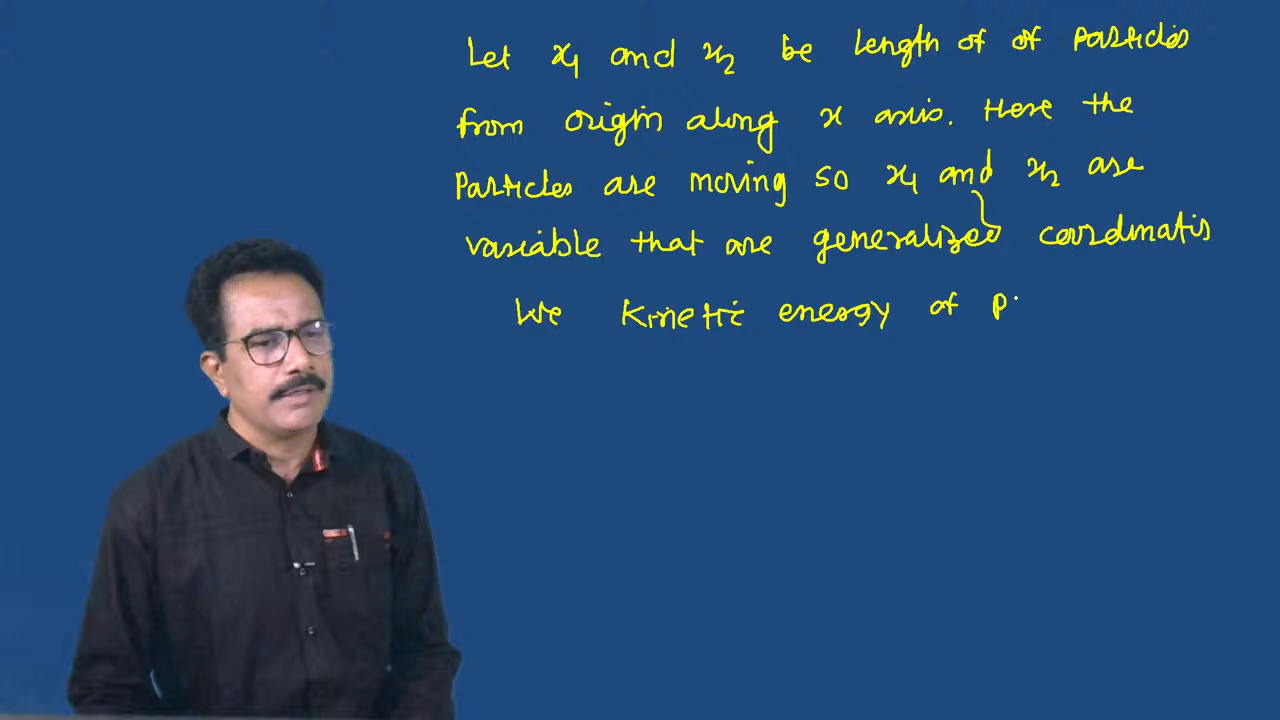 Let x1 and x2 be length of of particles
from origin along x axis. Here the
Particles are moving so x1 and x2 are
variable that are generalized coordinatis
We Kinetic energy of P